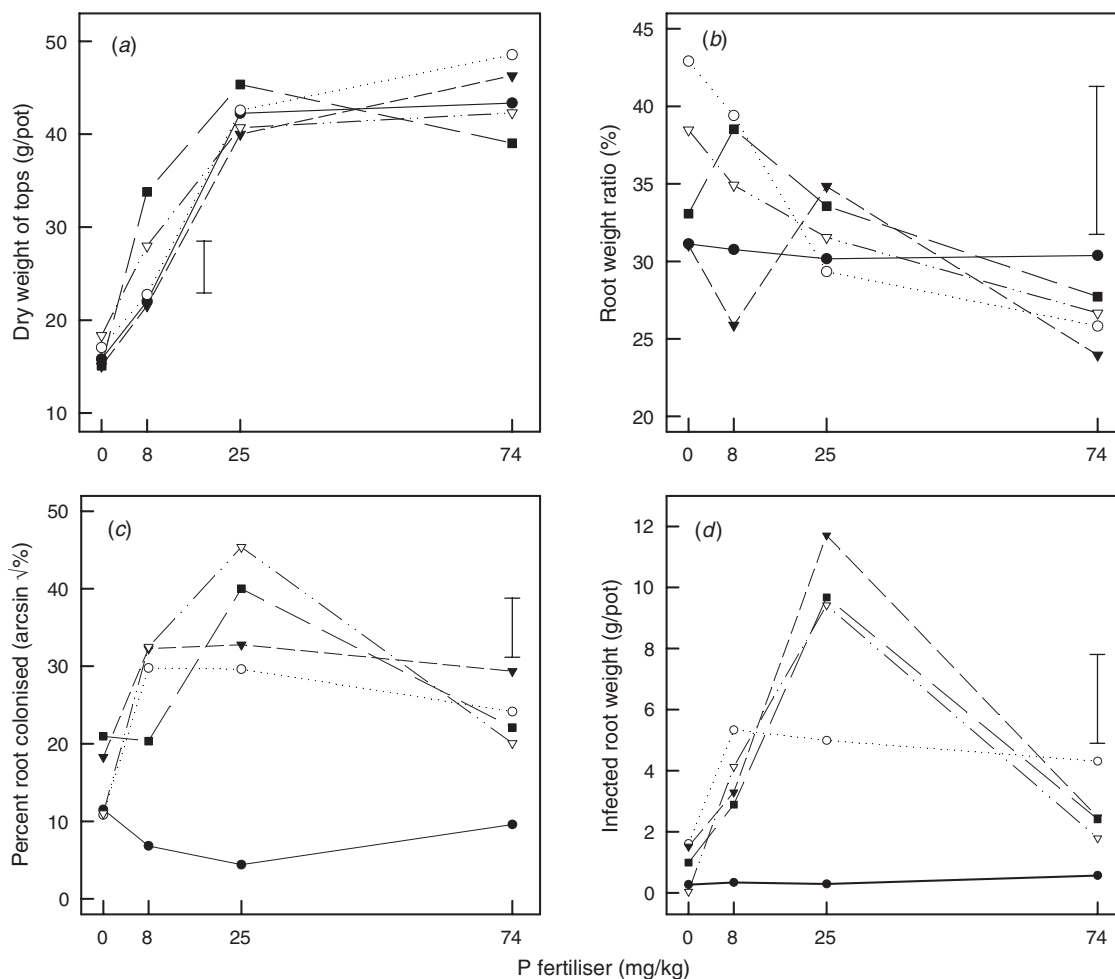 (a)
Dry weight of tops (g/pot)
50
40
30
20
10
0 8 25 74
(b)
Root weight ratio (%)
45
40
35
30
25
20
0 8 25 74
(c)
Percent root colonised (arcsin √%)
50
40
30
20
10
0
0 8 25 74
(d)
Infected root weight (g/pot)
12
10
8
6
4
2
0
0 8 25 74
P fertiliser (mg/kg)